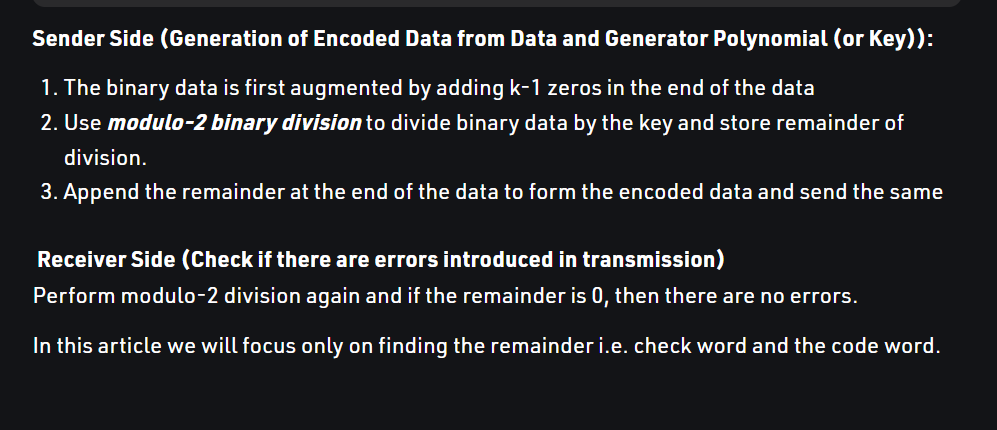 Sender Side (Generation of Encoded Data from Data and Generator Polynomial (or Key)):
1. The binary data is first augmented by adding k-1 zeros in the end of the data
2. Use modulo-2 binary division to divide binary data by the key and store remainder of
division.
3. Append the remainder at the end of the data to form the encoded data and send the same
Receiver Side (Check if there are errors introduced in transmission)
Perform modulo-2 division again and if the remainder is 0, then there are no errors.
In this article we will focus only on finding the remainder i.e. check word and the code word.